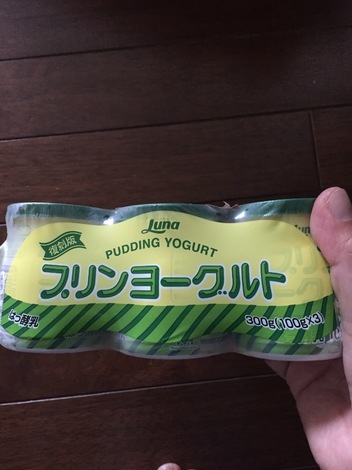 Luna
復刻版
PUDDING YOGURT
プリンヨーグルト
はっ酵乳
300g(100g×3)